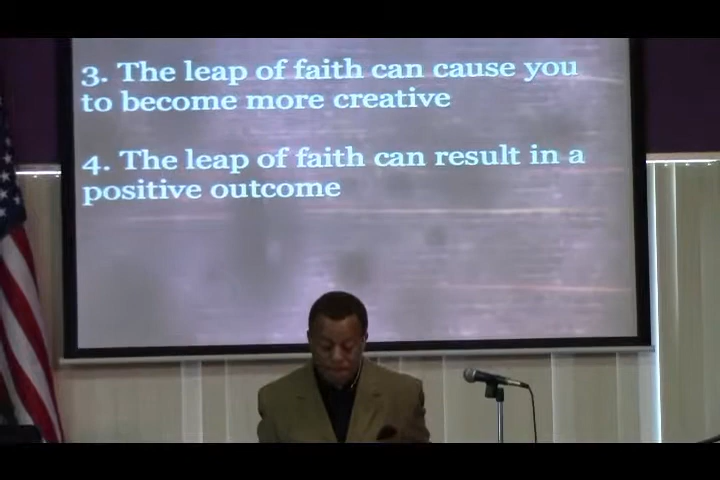 3. The leap of faith can cause you
to become more creative
4. The leap of faith can result in a
positive outcome